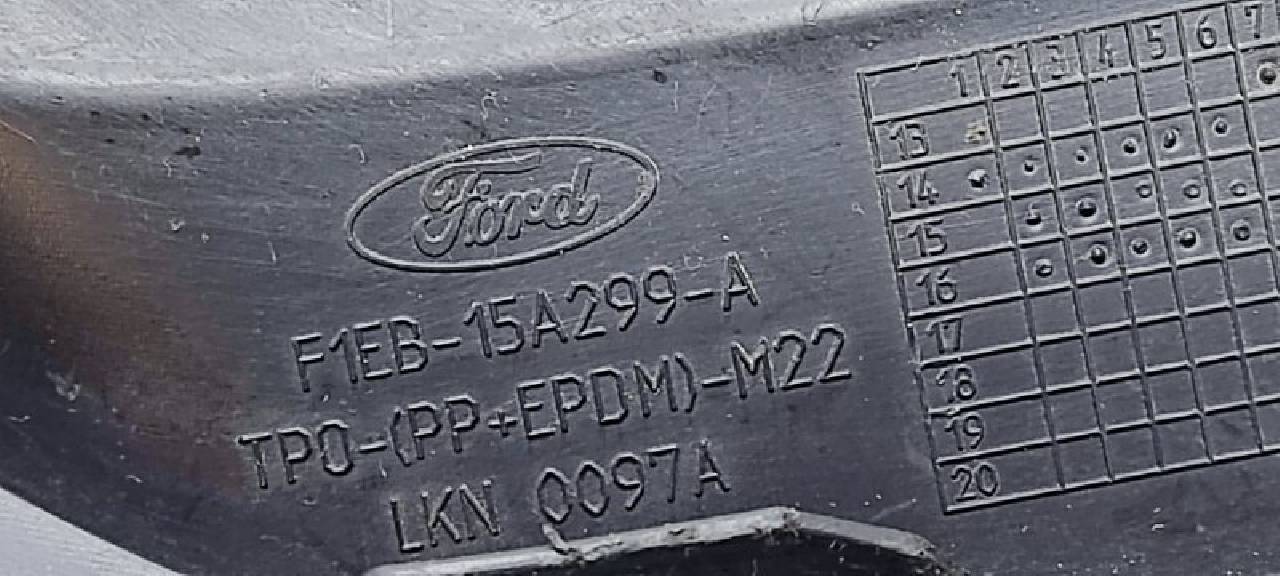 Ford
F1EB-15A299-A
TPO-(PP+EPDM)-M22
LKN 0097A
1 2 3 4 5 6 7
13
14
15
16
17
18
19
20